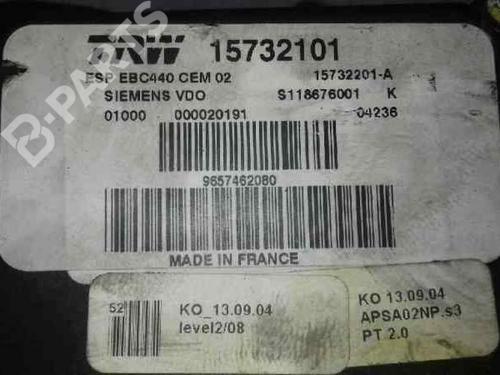 TRW 15732101
ESP EBC440 CEM 02 15732201-A
SIEMENS VDO S118676001 K
01000 000020191 04236
9657462080
MADE IN FRANCE
52
KO_13.09.04
level2/08
KO 13.09.04
APSA02NP.s3
PT 2.0
B-PARTS